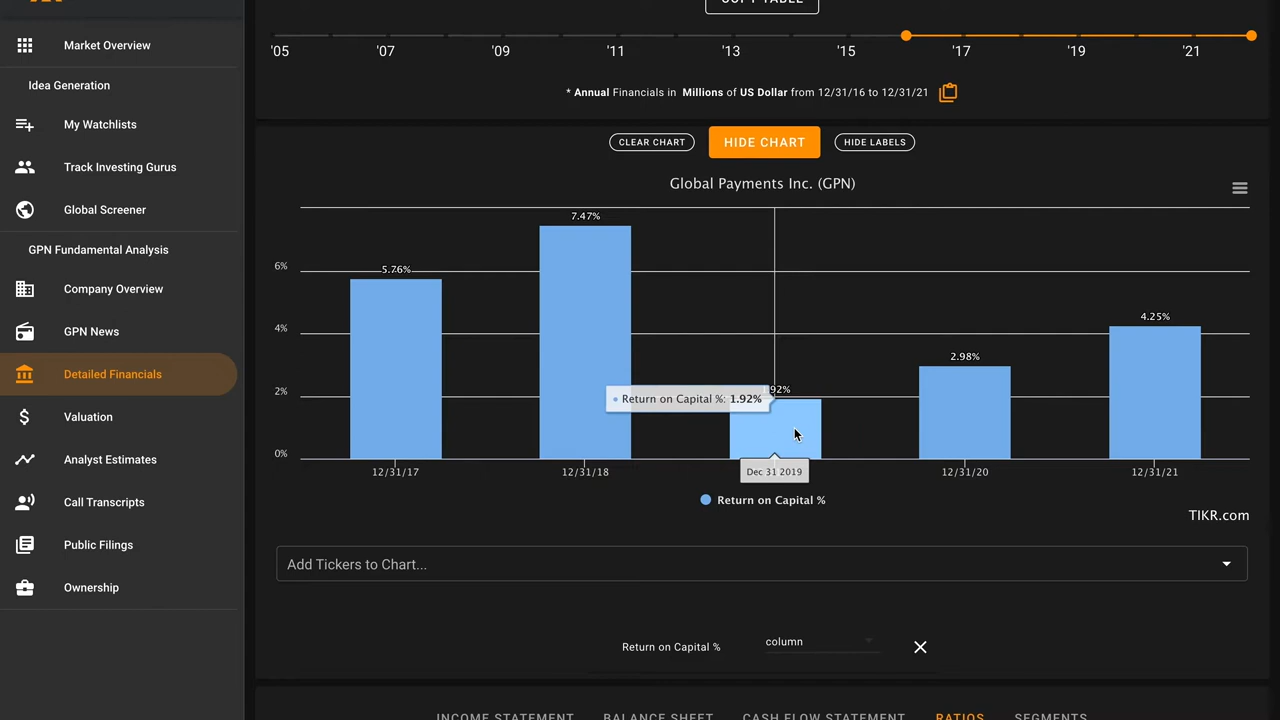 Market Overview
Idea Generation
My Watchlists
Track Investing Gurus
Global Screener
GPN Fundamental Analysis
Company Overview
GPN News
Detailed Financials
Valuation
Analyst Estimates
Call Transcripts
Public Filings
Ownership
COPY TABLE
'05 '07 '09 '11 '13 '15 '17 '19 '21
* Annual Financials in Millions of US Dollar from 12/31/16 to 12/31/21
CLEAR CHART HIDE CHART HIDE LABELS
Global Payments Inc. (GPN)
7.47%
6% 5.76%
4% 4.25%
2.98%
2% 1.92%
Return on Capital %: 1.92%
0%
12/31/17 12/31/18 Dec 31 2019 12/31/20 12/31/21
Return on Capital %
TIKR.com
Add Tickers to Chart...
Return on Capital % column
INCOME STATEMENT BALANCE SHEET CASH FLOW STATEMENT RATIOS SEGMENTS